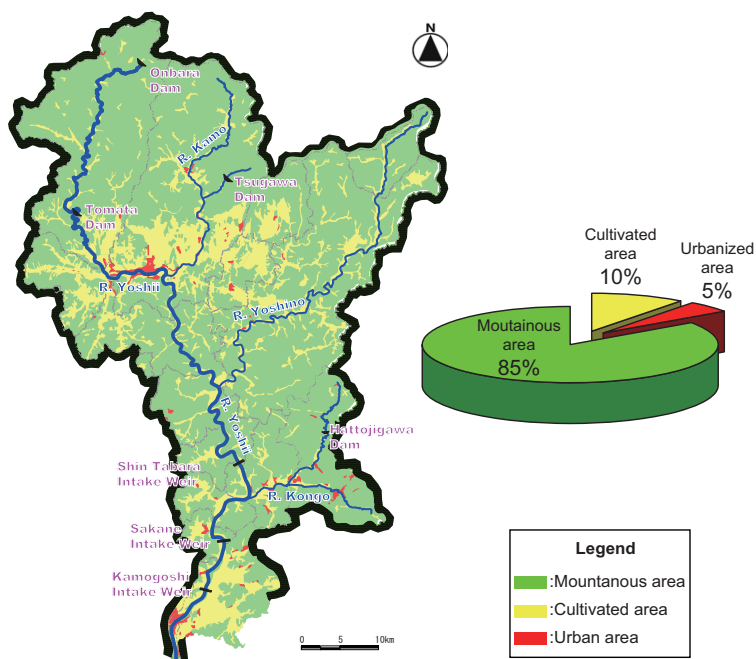 N
Onbara
Dam
R. Kamo
Tsugawa
Dam
Tomata
Dam
R. Yoshii
R. Yoshino
Cultivated
area
10%
Urbanized
area
5%
Moutainous
area
85%
R. Yoshii
Hattojigawa
Dam
Shin Tabara
Intake Weir
R. Kongo
Sakane
Intake Weir
Kamogoshi
Intake Weir
Legend
:Mountanous area
:Cultivated area
:Urban area
0 5 10km